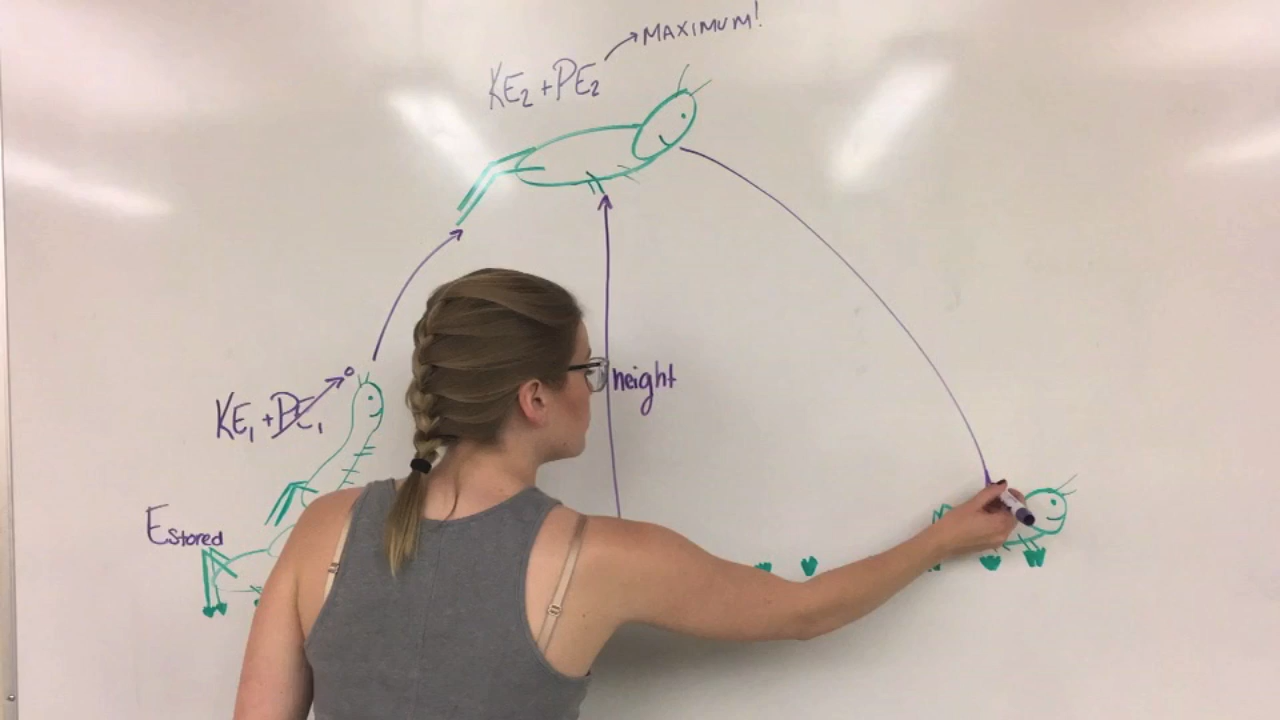 MAXIMUM!
KE₂ + PE₂
height
KE₁ + PE₁
Estored